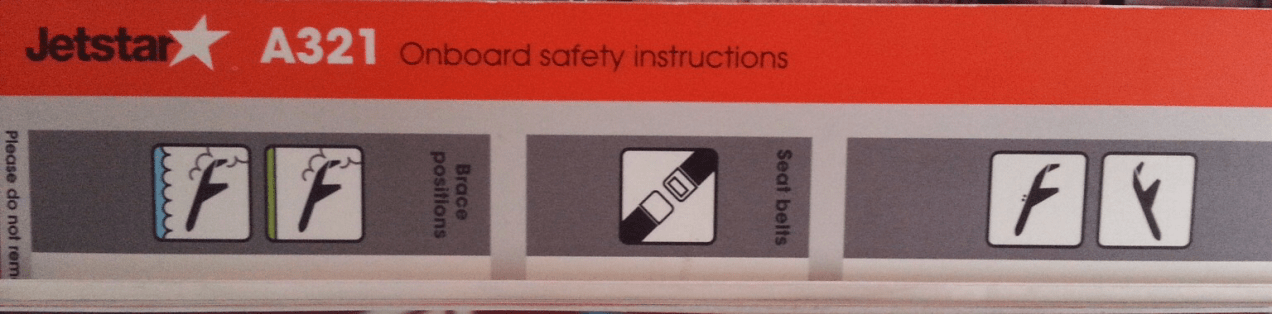 Jetstar A321 Onboard safety instructions
Brace
positions
Seat belts
Please do not rem